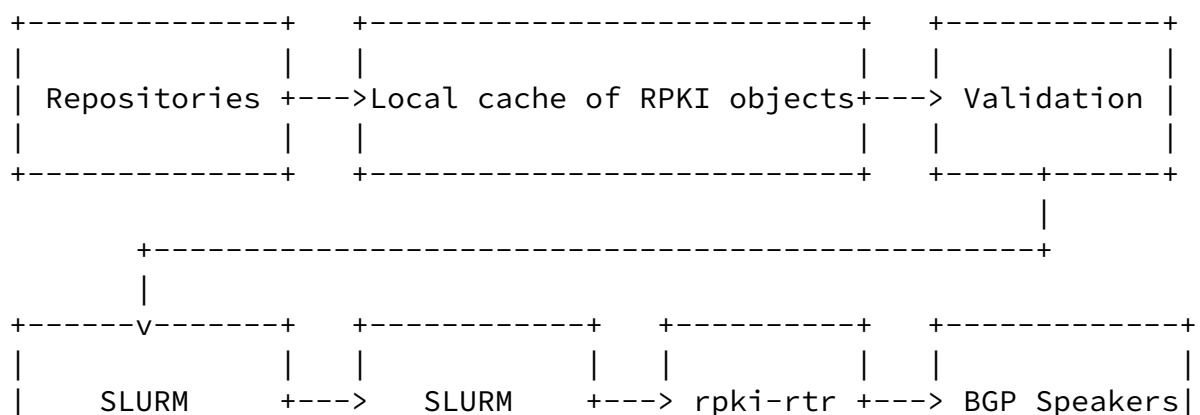 +--------------+   +---------------------------+   +------------+
|              |   |                           |   |            |
| Repositories +--->Local cache of RPKI objects+---> Validation |
|              |   |                           |   |            |
+--------------+   +---------------------------+   +-----+------+
                                                         |
       +-------------------------------------------------+
       |
+------v-------+   +------------+   +----------+   +-------------+
|              |   |            |   |          |   |             |
|    SLURM     +--->   SLURM    +---> rpki-rtr +---> BGP Speakers|